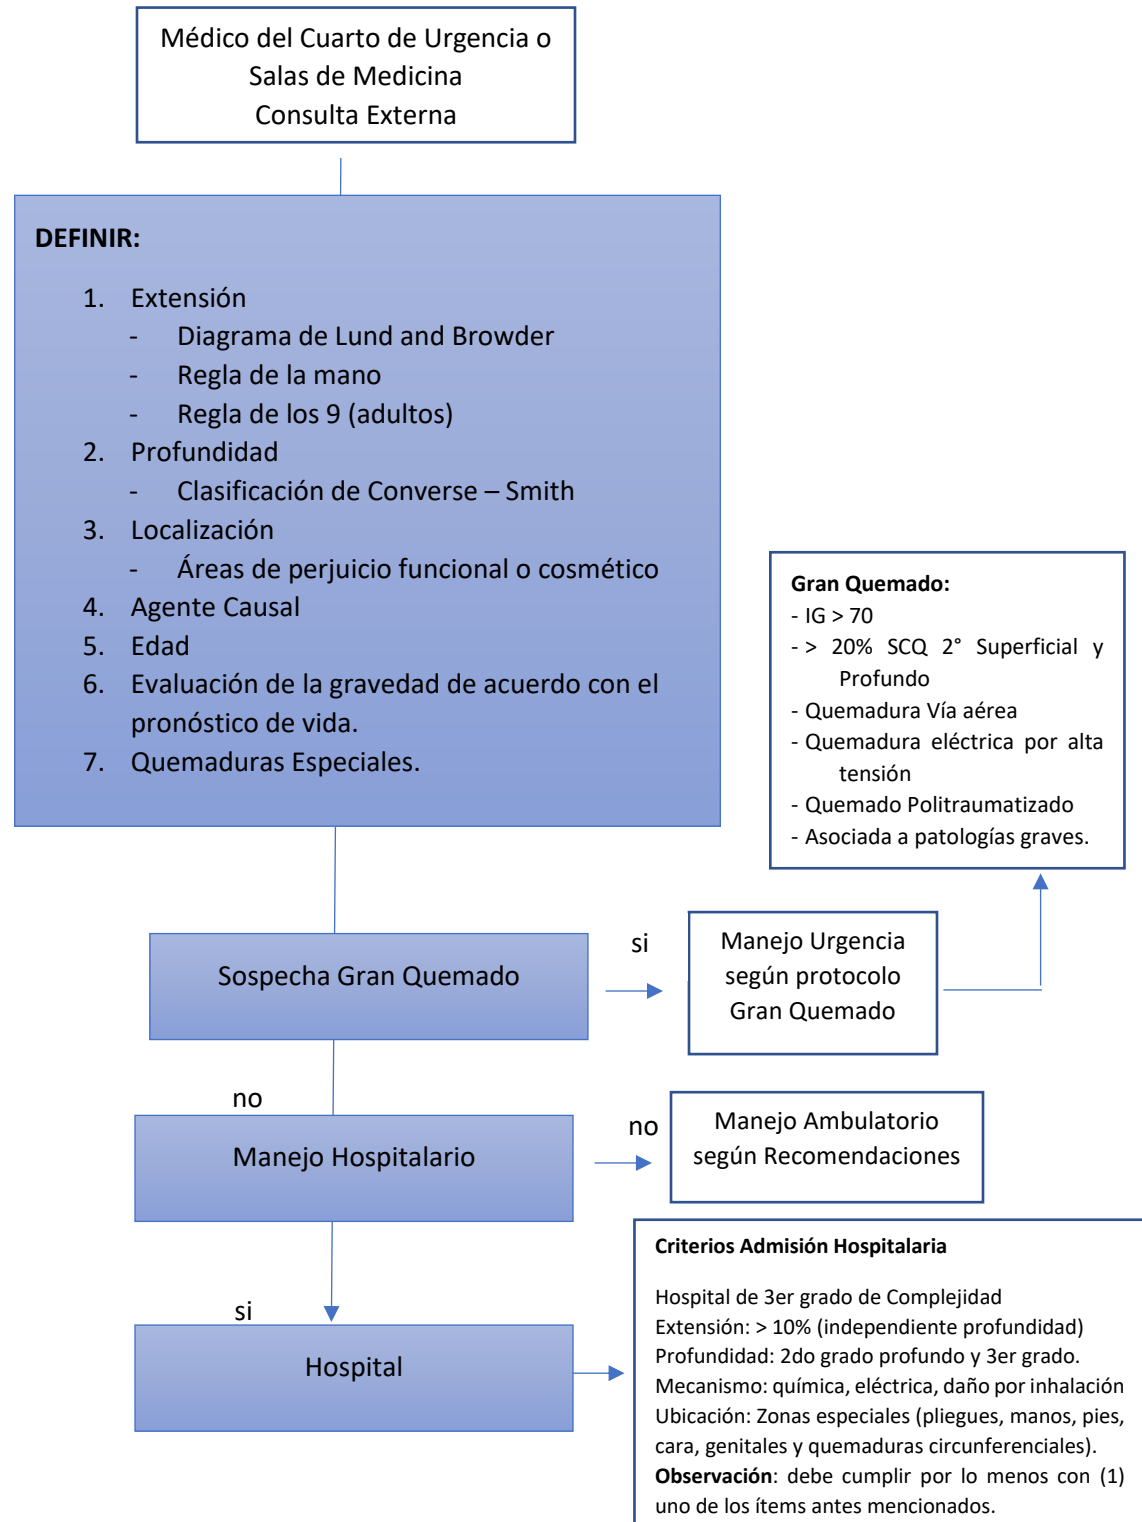 Médico del Cuarto de Urgencia o
Salas de Medicina
Consulta Externa
DEFINIR:
1. Extensión
- Diagrama de Lund and Browder
- Regla de la mano
- Regla de los 9 (adultos)
2. Profundidad
- Clasificación de Converse – Smith
3. Localización
- Áreas de perjuicio funcional o cosmético
4. Agente Causal
5. Edad
6. Evaluación de la gravedad de acuerdo con el
pronóstico de vida.
7. Quemaduras Especiales.
Gran Quemado:
- IG > 70
- > 20% SCQ 2° Superficial y
Profundo
- Quemadura Vía aérea
- Quemadura eléctrica por alta
tensión
- Quemado Politraumatizado
- Asociada a patologías graves.
Sospecha Gran Quemado
si
Manejo Urgencia
según protocolo
Gran Quemado
no
Manejo Hospitalario
no
Manejo Ambulatorio
según Recomendaciones
si
Hospital
Criterios Admisión Hospitalaria
Hospital de 3er grado de Complejidad
Extensión: > 10% (independiente profundidad)
Profundidad: 2do grado profundo y 3er grado.
Mecanismo: química, eléctrica, daño por inhalación
Ubicación: Zonas especiales (pliegues, manos, pies,
cara, genitales y quemaduras circunferenciales).
Observación: debe cumplir por lo menos con (1)
uno de los ítems antes mencionados.